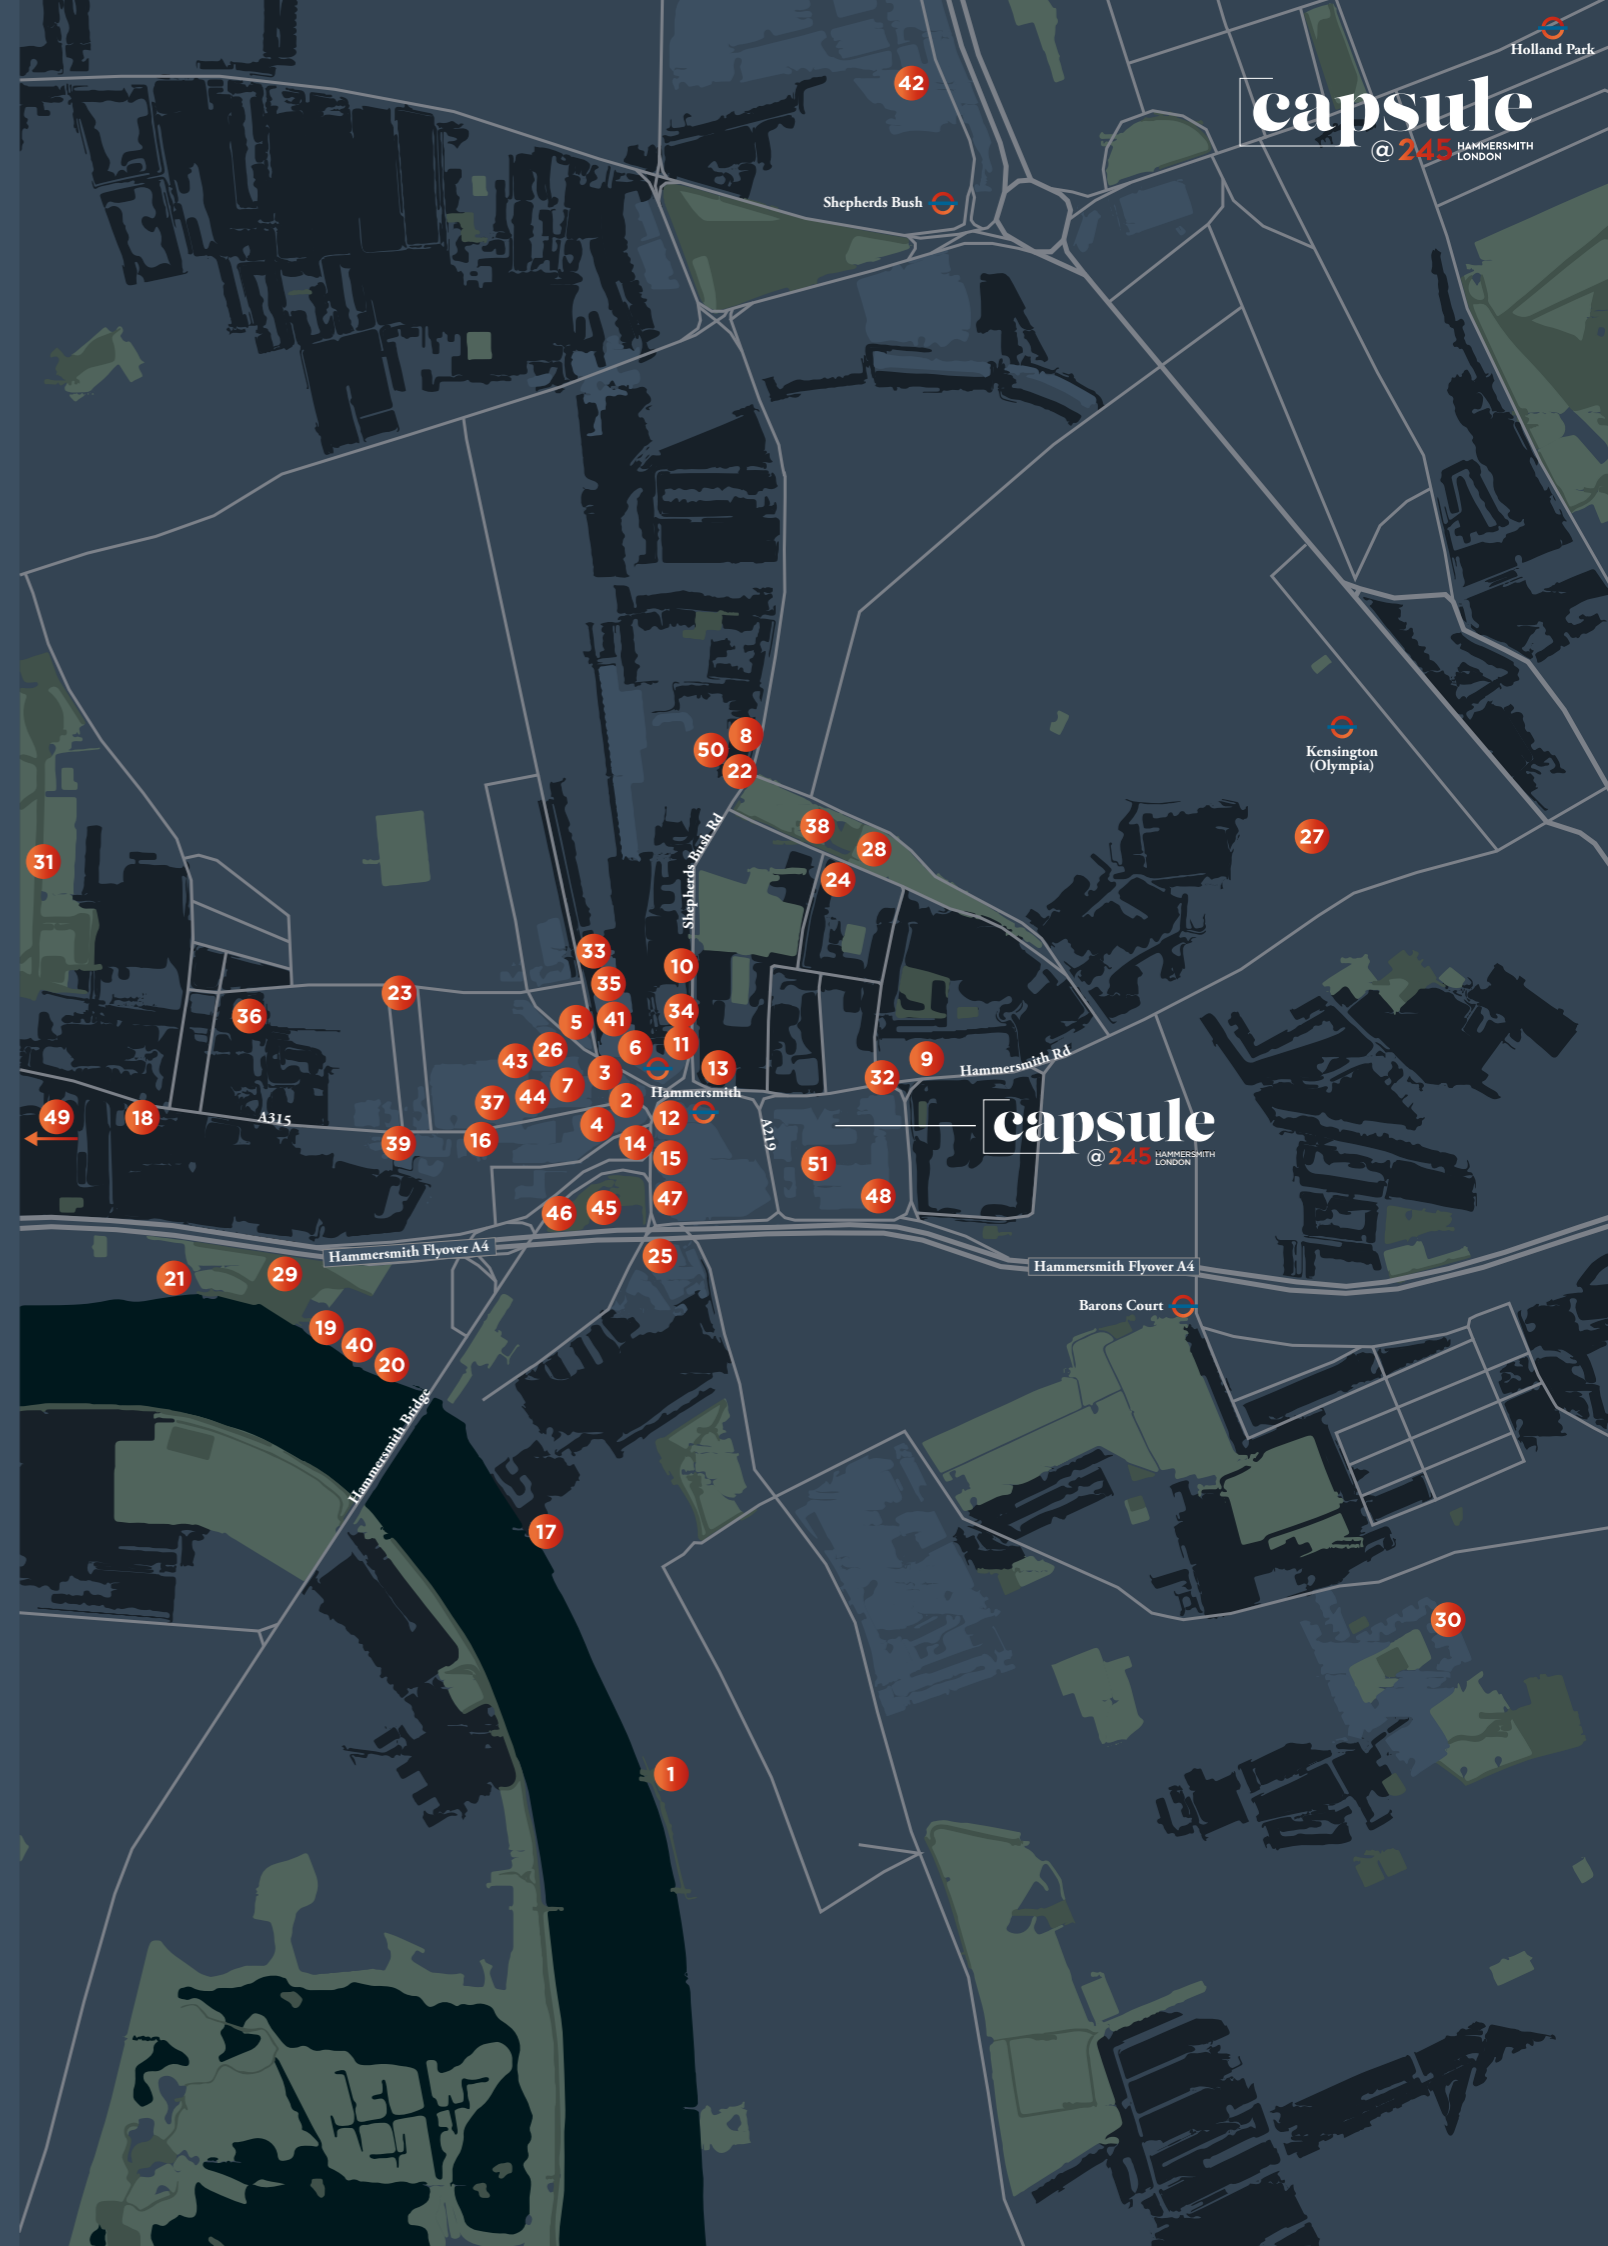 Holland Park
capsule
@ 245 HAMMERSMITH
LONDON
42
Shepherds Bush
8
50
22
Kensington
(Olympia)
38
27
28
31
24
Shepherds Bush Rd
33
10
35
23
34
36
41
5
11
6
26
9
43
Hammersmith Rd
13
3
32
7
Hammersmith
44
2
37
49
18
A315
12
4
capsule
@ 245 HAMMERSMITH
LONDON
A219
16
39
14
15
51
48
47
45
46
Hammersmith Flyover A4
25
Hammersmith Flyover A4
29
21
Barons Court
19
40
20
Hammersmith Bridge
17
30
1